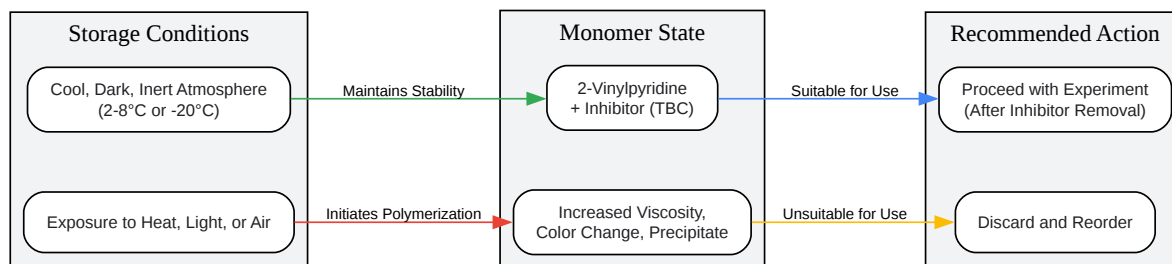 Storage Conditions
Monomer State
Recommended Action
Cool, Dark, Inert Atmosphere
(2-8°C or -20°C)
Maintains Stability
2-Vinylpyridine
+ Inhibitor (TBC)
Suitable for Use
Proceed with Experiment
(After Inhibitor Removal)
Exposure to Heat, Light, or Air
Initiates Polymerization
Increased Viscosity,
Color Change, Precipitate
Unsuitable for Use
Discard and Reorder